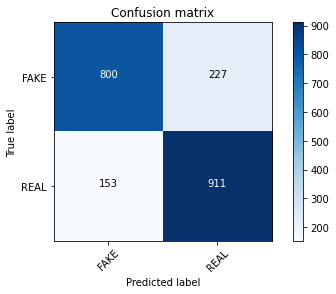 Confusion matrix
FAKE
REAL
True label
800
227
153
911
FAKE
REAL
Predicted label
900
800
700
600
500
400
300
200